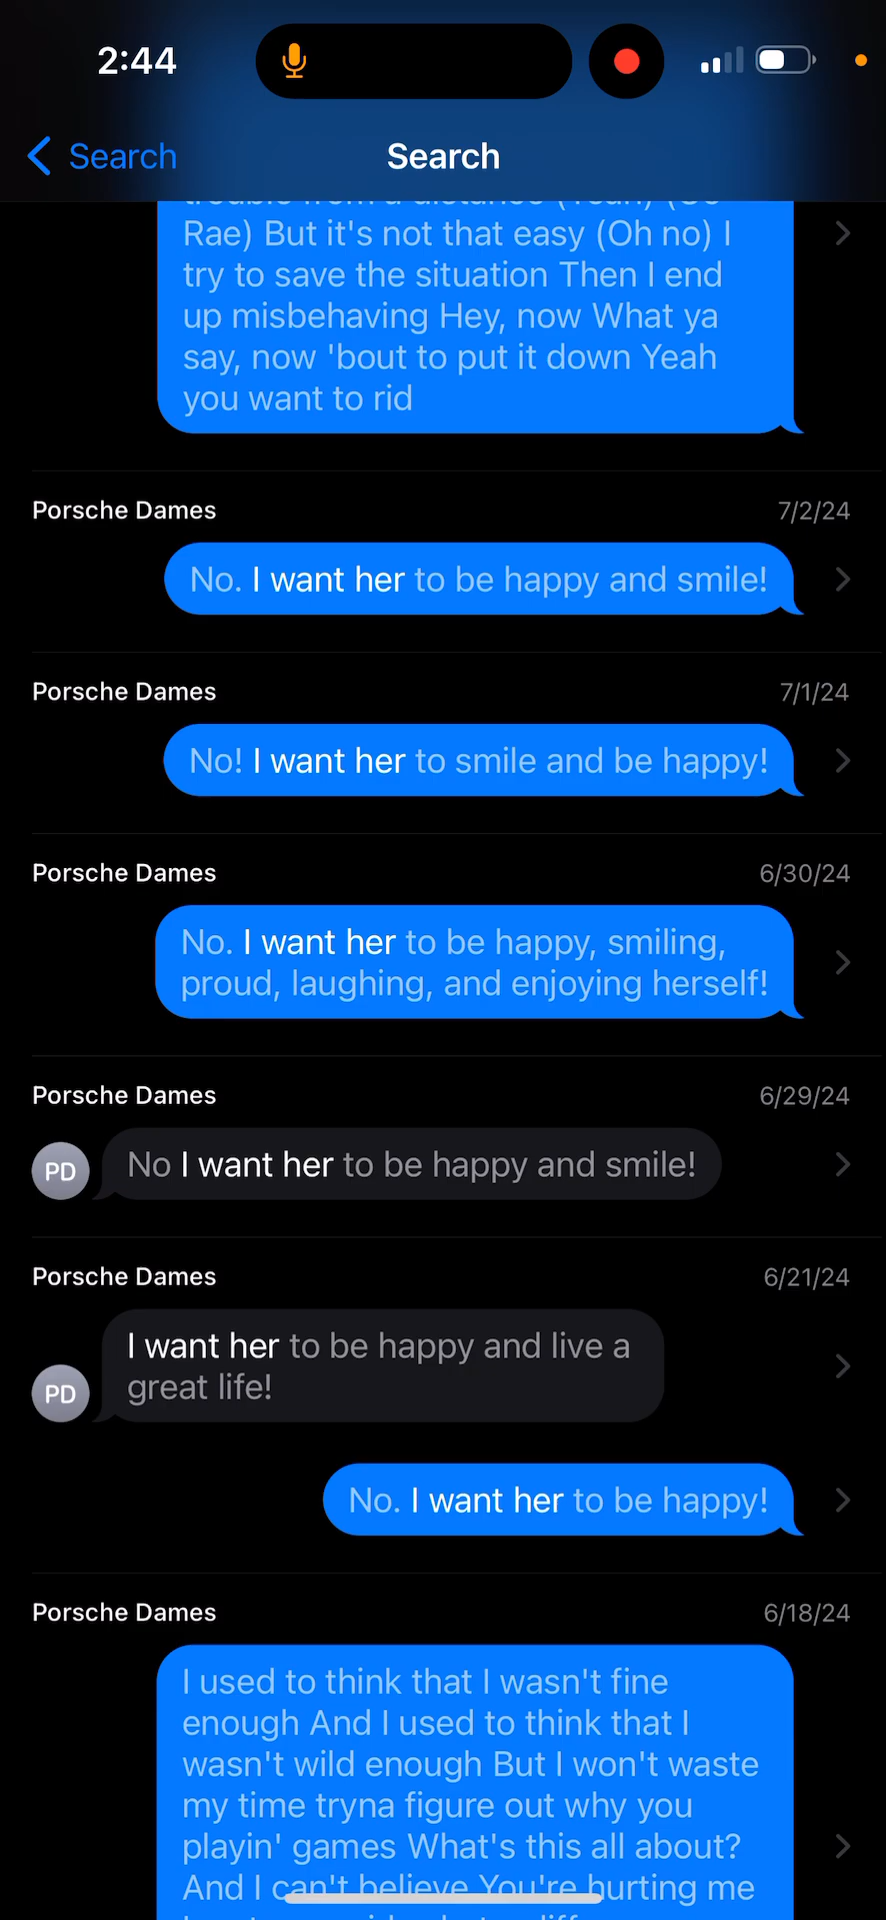 2:44
Search
Search
trouble from a distance (Yeah) (Go
Rae) But it's not that easy (Oh no) I
try to save the situation Then I end
up misbehaving Hey, now What ya
say, now 'bout to put it down Yeah
you want to rid
Porsche Dames
7/2/24
No. I want her to be happy and smile!
Porsche Dames
7/1/24
No! I want her to smile and be happy!
Porsche Dames
6/30/24
No. I want her to be happy, smiling,
proud, laughing, and enjoying herself!
Porsche Dames
6/29/24
PD
No I want her to be happy and smile!
Porsche Dames
6/21/24
I want her to be happy and live a
great life!
PD
No. I want her to be happy!
Porsche Dames
6/18/24
I used to think that I wasn't fine
enough And I used to think that I
wasn't wild enough But I won't waste
my time tryna figure out why you
playin' games What's this all about?
And I can't believe You're hurting me